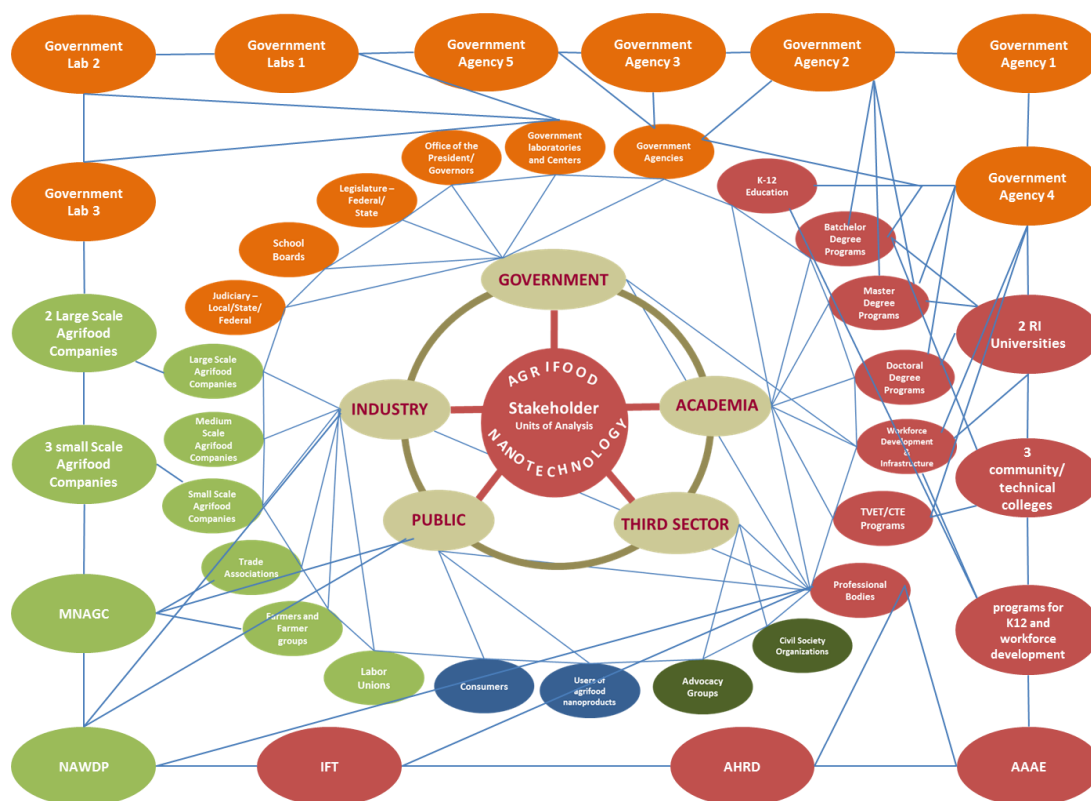 Government
Lab 2
Government
Labs 1
Government
Agency 5
Government
Agency 3
Government
Agency 2
Government
Agency 1
Government
Lab 3
Legislature –
Federal/
State
Office of the
President/
Governors
Government
laboratories
and Centers
Government
Agencies
K-12
Education
Government
Agency 4
School
Boards
Batchelor
Degree
Programs
Judiciary –
Local/State/
Federal
GOVERNMENT
Master
Degree
Programs
2 Large Scale
Agrifood
Companies
Large Scale
Agrifood
Companies
2 RI
Universities
Doctoral
Degree
Programs
INDUSTRY
AGRIFOOD
Stakeholder
Units of Analysis
NANOTECHNOLOGY
ACADEMIA
Medium
Scale
Agrifood
Companies
Workforce
Development
&
Infrastructure
3 small Scale
Agrifood
Companies
Small Scale
Agrifood
Companies
3
community/
technical
colleges
PUBLIC
THIRD SECTOR
TVET/CTE
Programs
Trade
Associations
Professional
Bodies
MNAGC
Farmers and
Farmer
groups
programs for
K12 and
workforce
development
Civil Society
Organizations
Labor
Unions
Consumers
Users of
agrifood
nanoproducts
Advocacy
Groups
NAWDP
IFT
AHRD
AAAE